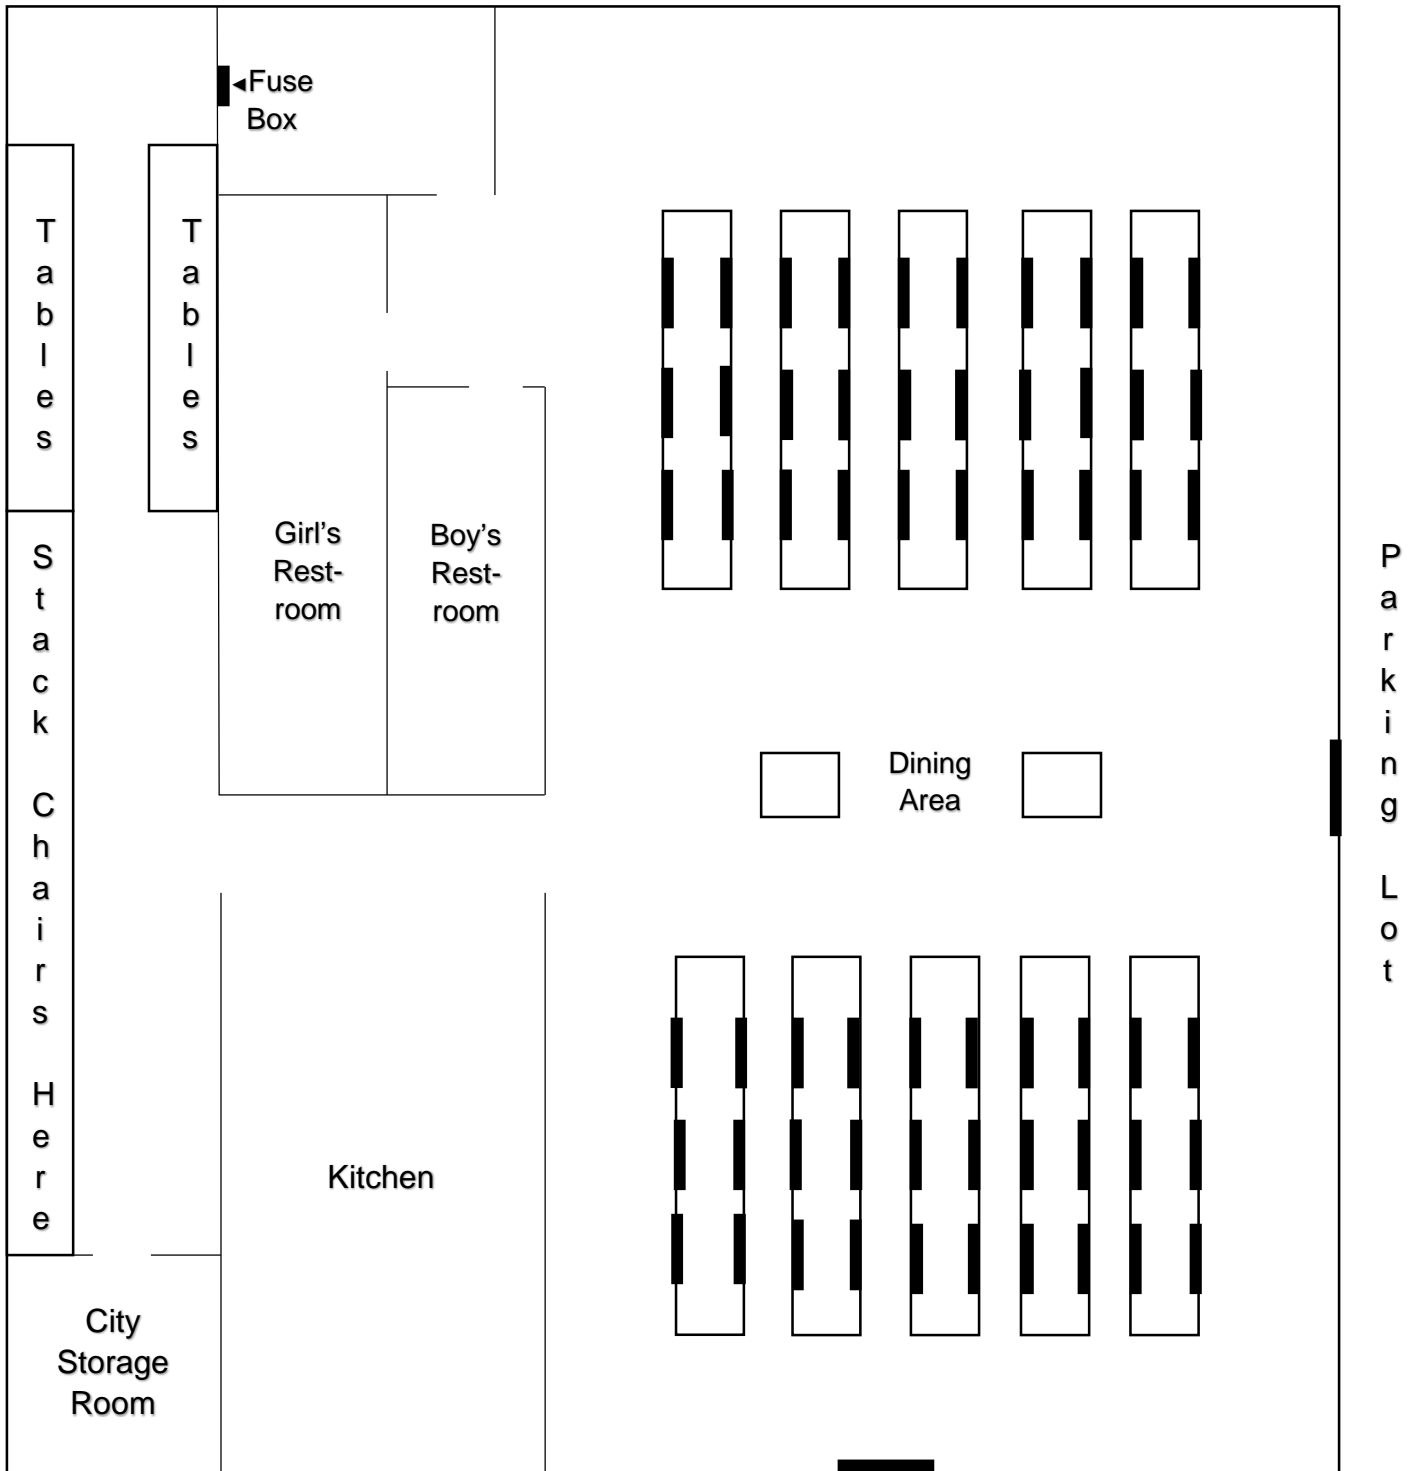 ◄Fuse
Box
Tables
Tables
Girl's
Rest-
room
Boy's
Rest-
room
Stack Chairs Here
Dining
Area
Parking Lot
Kitchen
City
Storage
Room